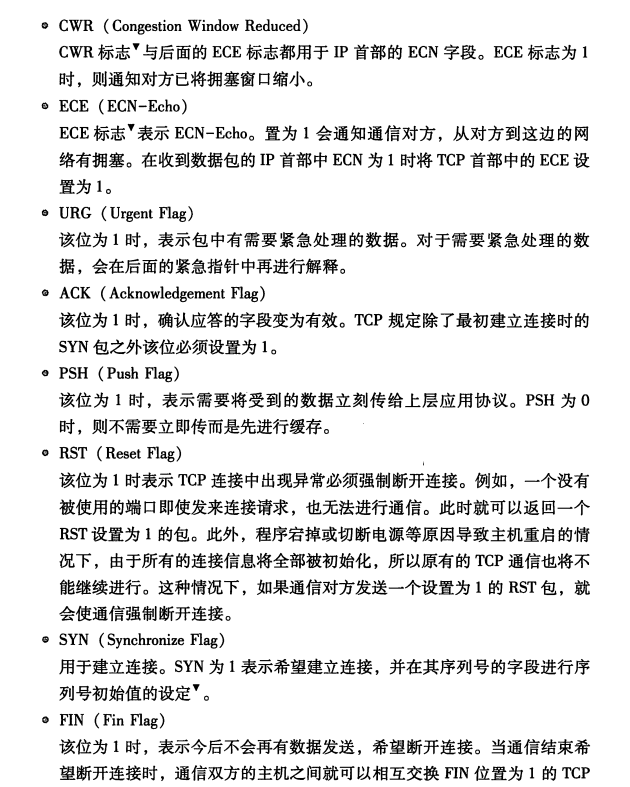 CWR（Congestion Window Reduced）
CWR 标志▼与后面的 ECE 标志都用于 IP 首部的 ECN 字段。ECE 标志为 1
时，则通知对方已将拥塞窗口缩小。
ECE（ECN-Echo）
ECE 标志▼表示 ECN-Echo。置为 1 会通知通信对方，从对方到这边的网
络有拥塞。在收到数据包的 IP 首部中 ECN 为 1 时将 TCP 首部中的 ECE 设
置为 1。
URG（Urgent Flag）
该位为 1 时，表示包中有需要紧急处理的数据。对于需要紧急处理的数
据，会在后面的紧急指针中再进行解释。
ACK（Acknowledgement Flag）
该位为 1 时，确认应答的字段变为有效。TCP 规定除了最初建立连接时的
SYN 包之外该位必须设置为 1。
PSH（Push Flag）
该位为 1 时，表示需要将受到的数据立刻传给上层应用协议。PSH 为 0
时，则不需要立即传而是先进行缓存。
RST（Reset Flag）
该位为 1 时表示 TCP 连接中出现异常必须强制断开连接。例如，一个没有
被使用的端口即使发来连接请求，也无法进行通信。此时就可以返回一个
RST 设置为 1 的包。此外，程序宕掉或切断电源等原因导致主机重启的情
况下，由于所有的连接信息将全部被初始化，所以原有的 TCP 通信也将不
能继续进行。这种情况下，如果通信对方发送一个设置为 1 的 RST 包，就
会使通信强制断开连接。
SYN（Synchronize Flag）
用于建立连接。SYN 为 1 表示希望建立连接，并在其序列号的字段进行序
列号初始值的设定▼。
FIN（Fin Flag）
该位为 1 时，表示今后不会再有数据发送，希望断开连接。当通信结束希
望断开连接时，通信双方的主机之间就可以相互交换 FIN 位置为 1 的 TCP